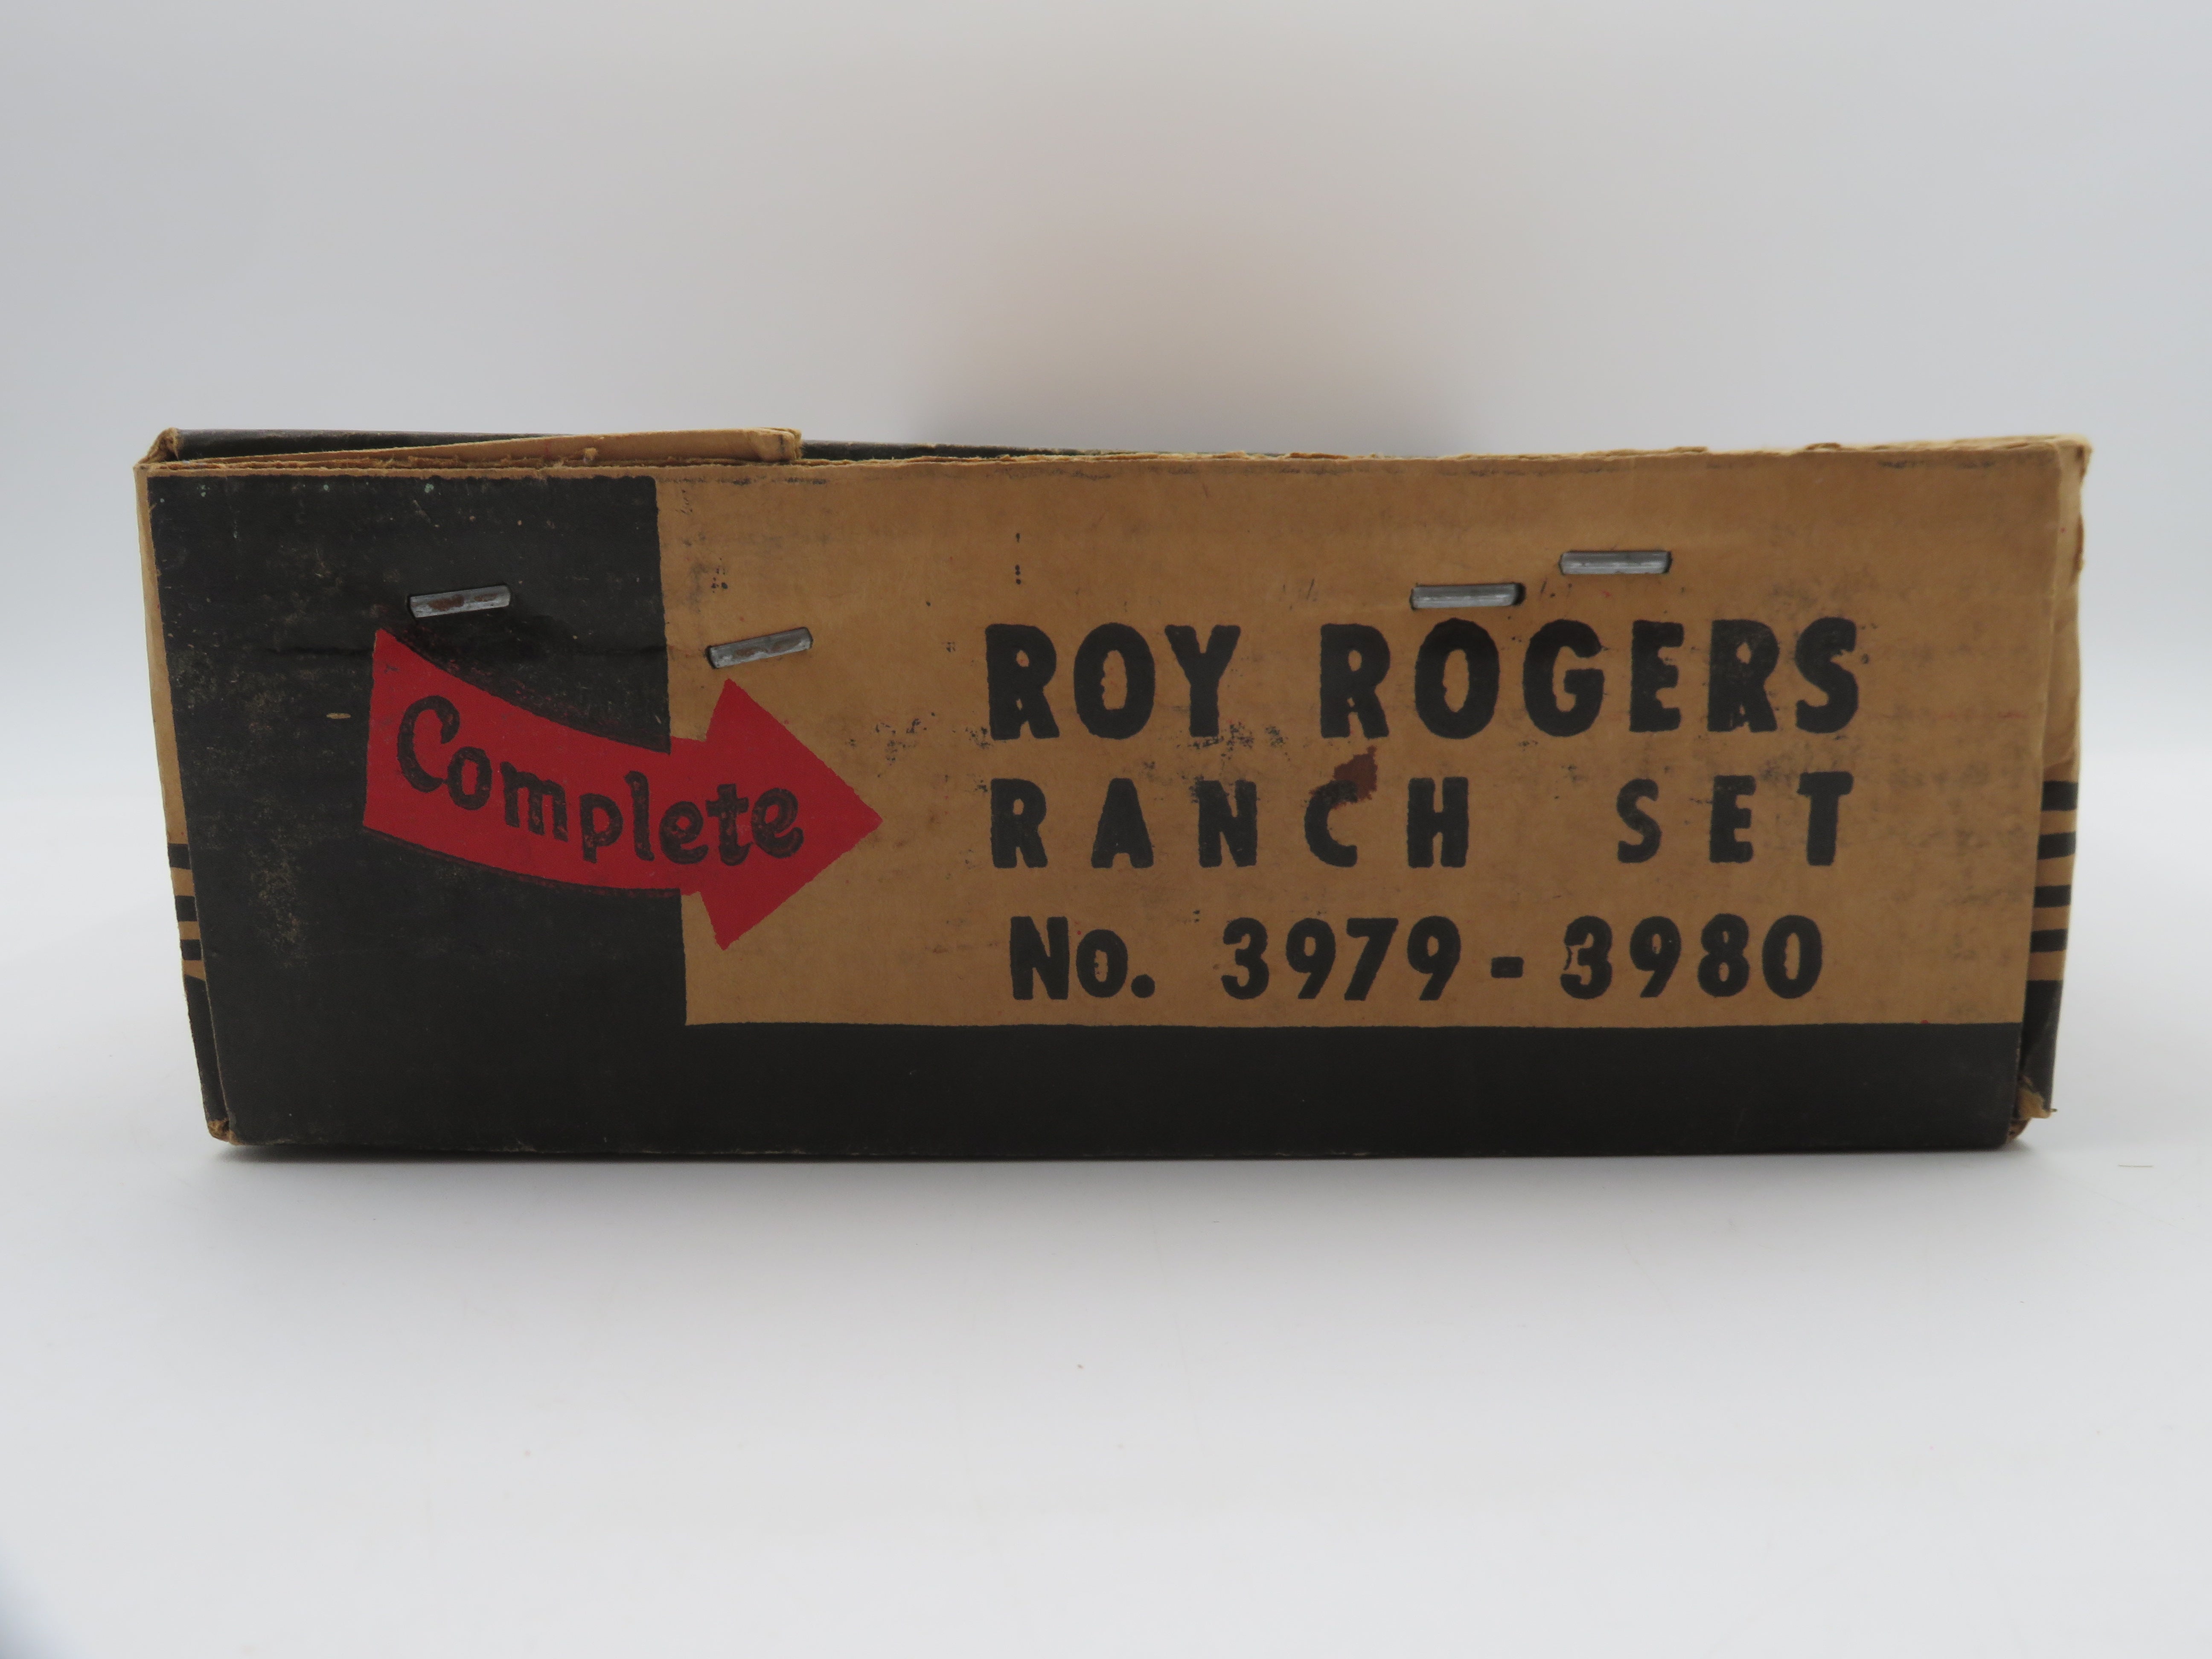 Complete
ROY ROGERS
RANCH SET
No. 3979-3980